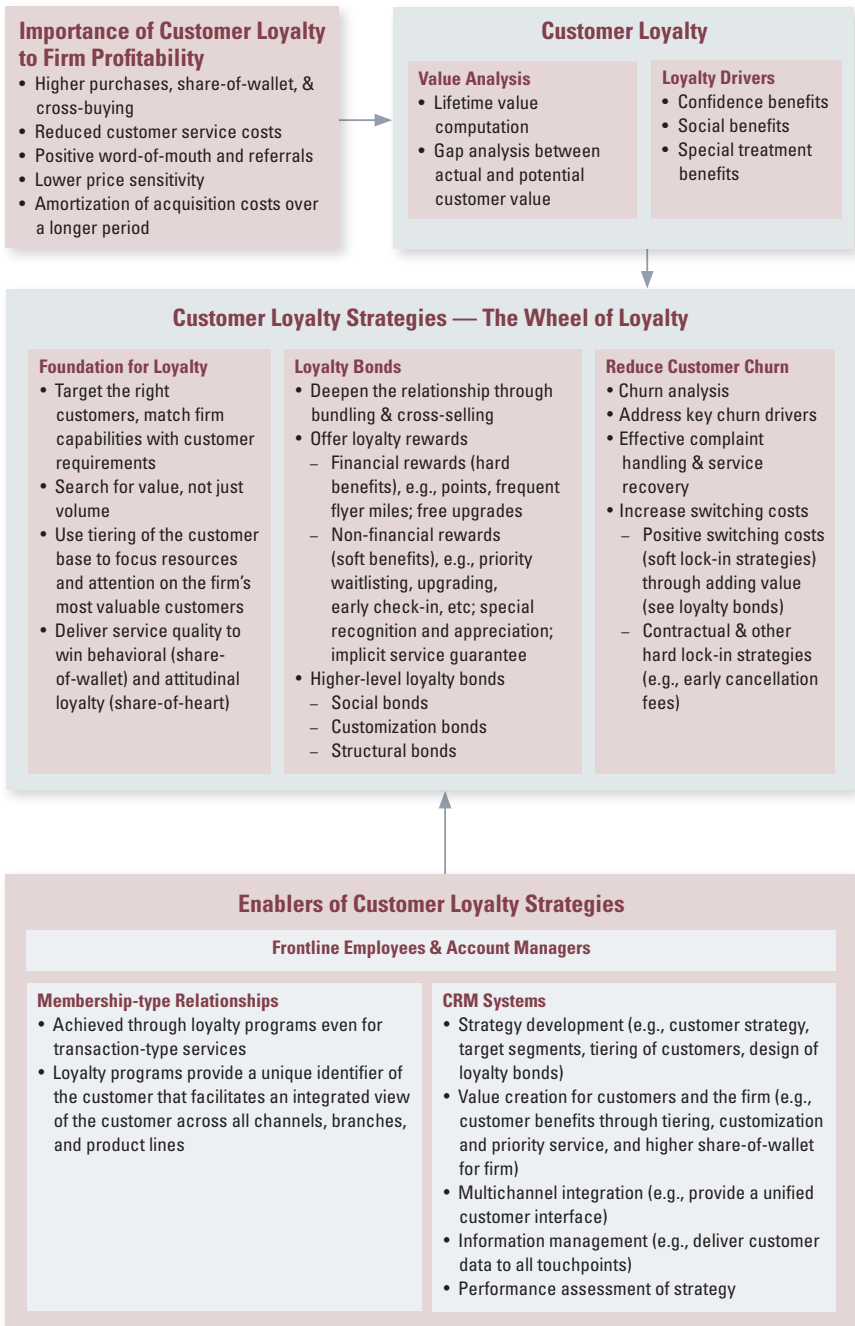 Importance of Customer Loyalty
to Firm Profitability
• Higher purchases, share-of-wallet, &
cross-buying
• Reduced customer service costs
• Positive word-of-mouth and referrals
• Lower price sensitivity
• Amortization of acquisition costs over
a longer period
Customer Loyalty
Value Analysis
• Lifetime value
computation
• Gap analysis between
actual and potential
customer value
Loyalty Drivers
• Confidence benefits
• Social benefits
• Special treatment
benefits
Customer Loyalty Strategies — The Wheel of Loyalty
Foundation for Loyalty
• Target the right
customers, match firm
capabilities with customer
requirements
• Search for value, not just
volume
• Use tiering of the customer
base to focus resources
and attention on the firm's
most valuable customers
• Deliver service quality to
win behavioral (share-
of-wallet) and attitudinal
loyalty (share-of-heart)
Loyalty Bonds
• Deepen the relationship through
bundling & cross-selling
• Offer loyalty rewards
– Financial rewards (hard
benefits), e.g., points, frequent
flyer miles; free upgrades
– Non-financial rewards
(soft benefits), e.g., priority
waitlisting, upgrading,
early check-in, etc; special
recognition and appreciation;
implicit service guarantee
• Higher-level loyalty bonds
– Social bonds
– Customization bonds
– Structural bonds
Reduce Customer Churn
• Churn analysis
• Address key churn drivers
• Effective complaint
handling & service
recovery
• Increase switching costs
– Positive switching costs
(soft lock-in strategies)
through adding value
(see loyalty bonds)
– Contractual & other
hard lock-in strategies
(e.g., early cancellation
fees)
Enablers of Customer Loyalty Strategies
Frontline Employees & Account Managers
Membership-type Relationships
• Achieved through loyalty programs even for
transaction-type services
• Loyalty programs provide a unique identifier of
the customer that facilitates an integrated view
of the customer across all channels, branches,
and product lines
CRM Systems
• Strategy development (e.g., customer strategy,
target segments, tiering of customers, design of
loyalty bonds)
• Value creation for customers and the firm (e.g.,
customer benefits through tiering, customization
and priority service, and higher share-of-wallet
for firm)
• Multichannel integration (e.g., provide a unified
customer interface)
• Information management (e.g., deliver customer
data to all touchpoints)
• Performance assessment of strategy